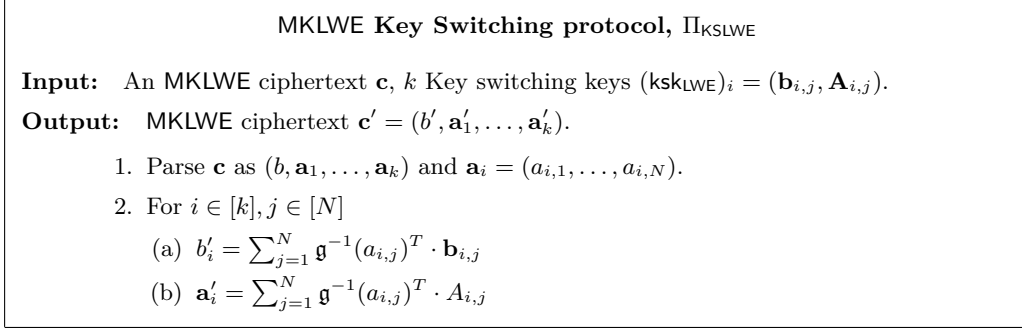 MKLWE Key Switching protocol, Π_KSLWE
Input: An MKLWE ciphertext c, k Key switching keys (ksk_LWE)_i = (b_{i,j}, A_{i,j}).
Output: MKLWE ciphertext c′ = (b′, a′_1, . . . , a′_k).
1. Parse c as (b, a_1, . . . , a_k) and a_i = (a_{i,1}, . . . , a_{i,N}).
2. For i ∈ [k], j ∈ [N]
(a) b′_i = ∑_{j=1}^{N} 𝔤^{−1}(a_{i,j})^T · b_{i,j}
(b) a′_i = ∑_{j=1}^{N} 𝔤^{−1}(a_{i,j})^T · A_{i,j}